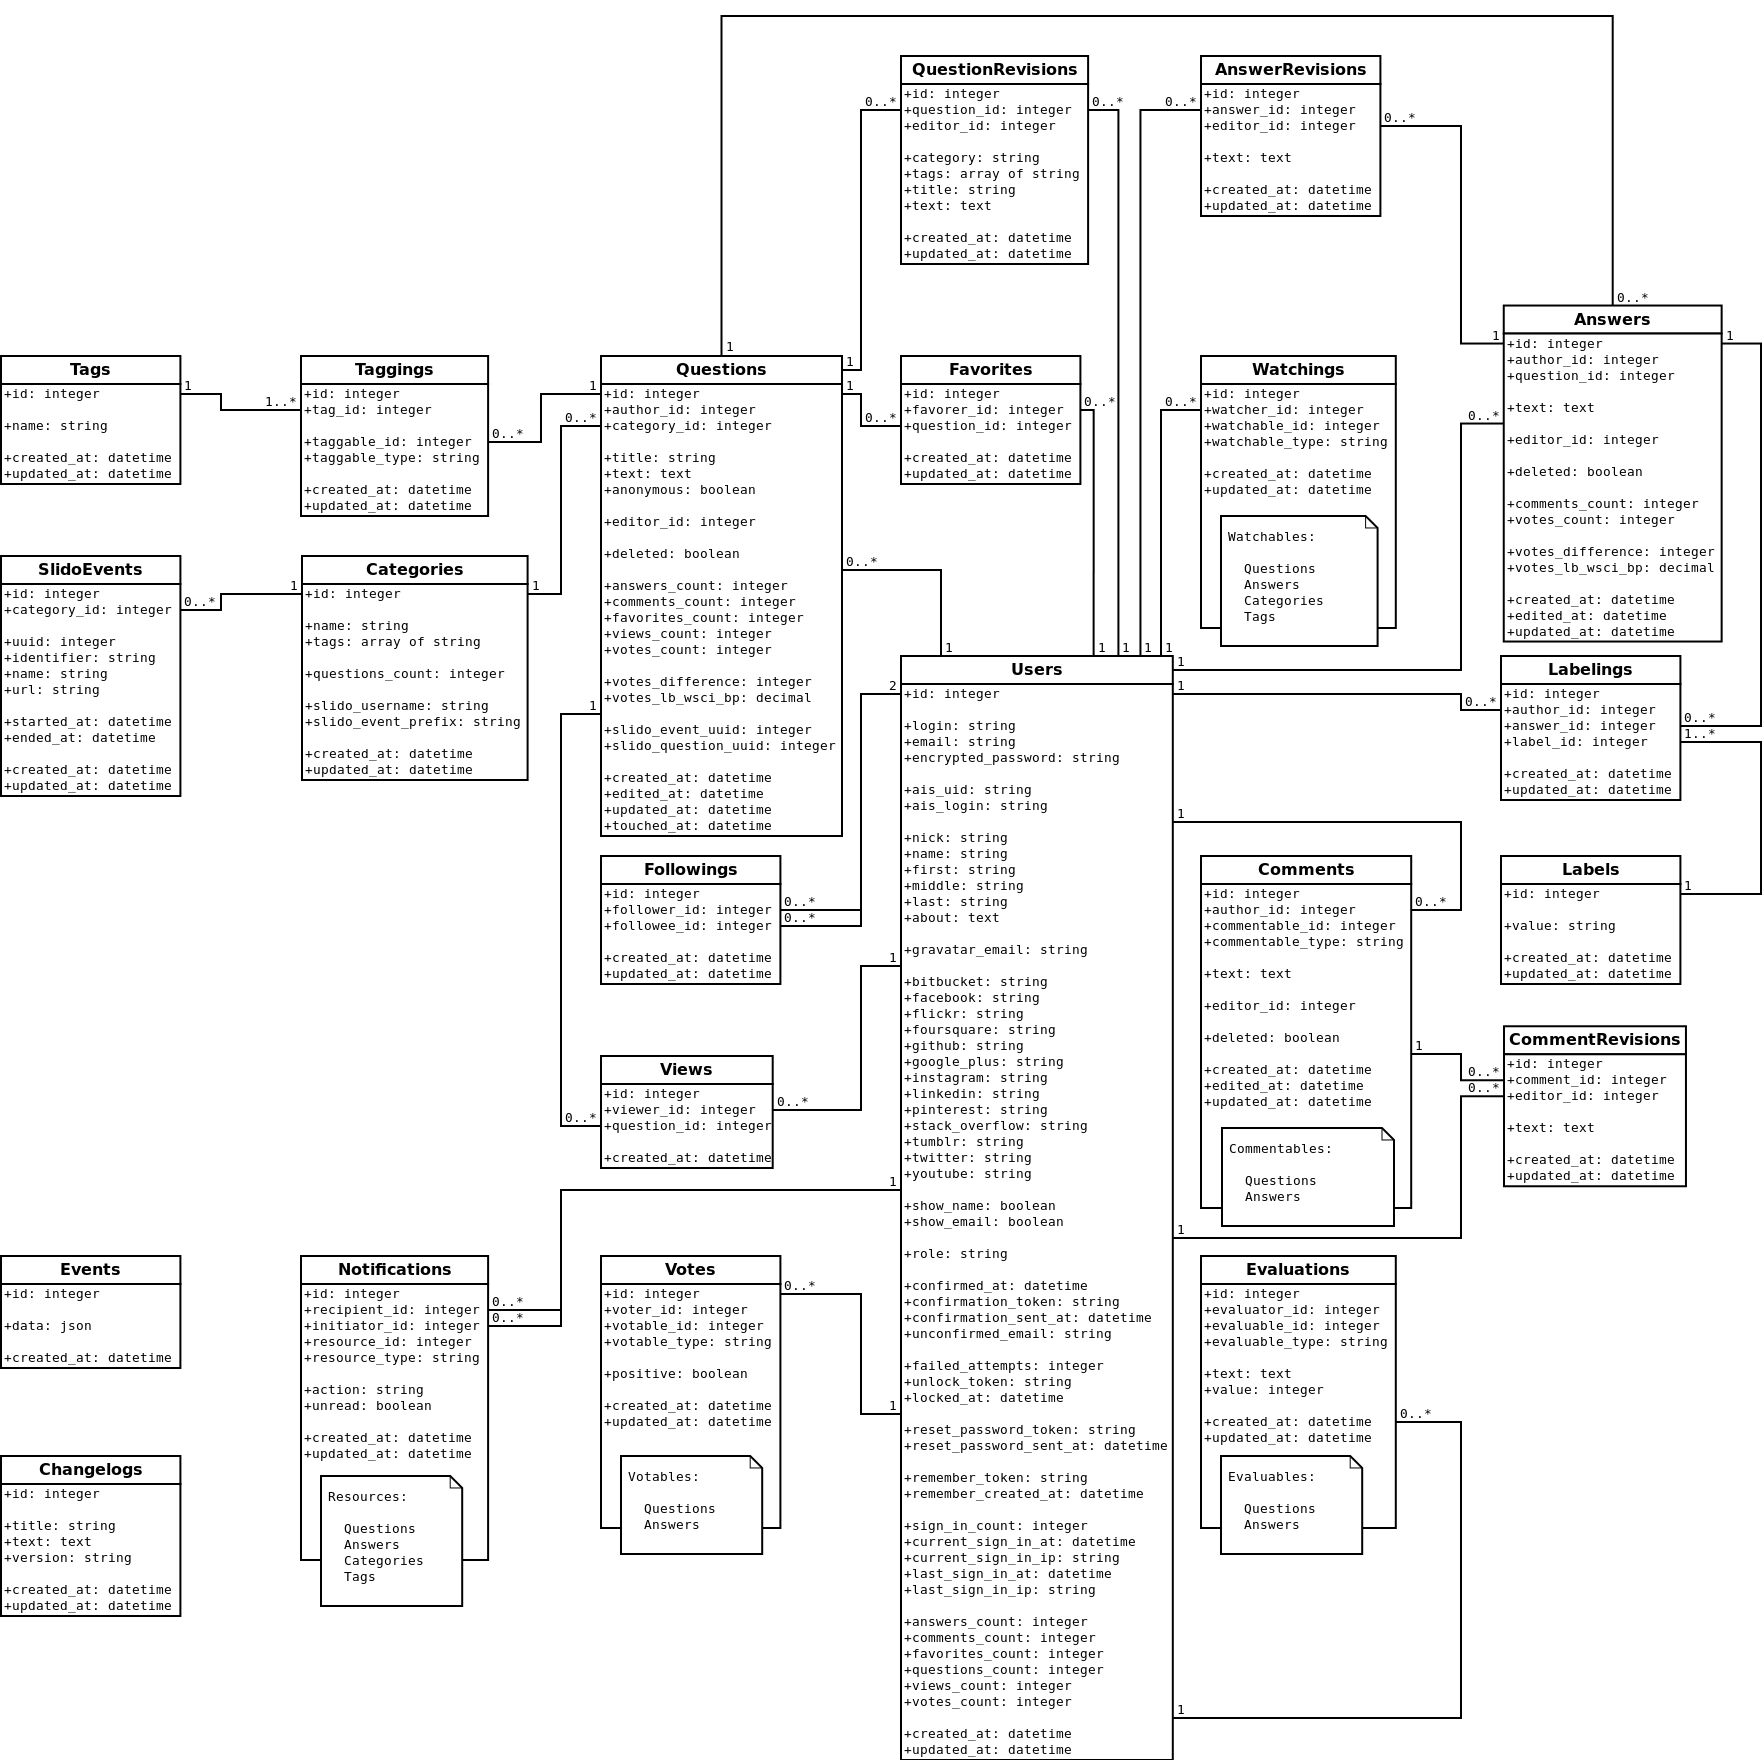 QuestionRevisions
+id: integer
+question_id: integer
+editor_id: integer
+category: string
+tags: array of string
+title: string
+text: text
+created_at: datetime
+updated_at: datetime
0..*
0..*
AnswerRevisions
+id: integer
+answer_id: integer
+editor_id: integer
+text: text
+created_at: datetime
+updated_at: datetime
0..*
0..*
Tags
+id: integer
+name: string
+created_at: datetime
+updated_at: datetime
1
1..*
Taggings
+id: integer
+tag_id: integer
+taggable_id: integer
+taggable_type: string
+created_at: datetime
+updated_at: datetime
0..*
1
0..*
1
Questions
+id: integer
+author_id: integer
+category_id: integer
+title: string
+text: text
+anonymous: boolean
+editor_id: integer
+deleted: boolean
+answers_count: integer
+comments_count: integer
+favorites_count: integer
+views_count: integer
+votes_count: integer
+votes_difference: integer
+votes_lb_wsci_bp: decimal
+slido_event_uuid: integer
+slido_question_uuid: integer
+created_at: datetime
+edited_at: datetime
+updated_at: datetime
+touched_at: datetime
1
1
0..*
0..*
1
Favorites
+id: integer
+favorer_id: integer
+question_id: integer
+created_at: datetime
+updated_at: datetime
0..*
0..*
Watchings
+id: integer
+watcher_id: integer
+watchable_id: integer
+watchable_type: string
+created_at: datetime
+updated_at: datetime
Watchables:
Questions
Answers
Categories
Tags
0..*
1
1
0..*
Answers
+id: integer
+author_id: integer
+question_id: integer
+text: text
+editor_id: integer
+deleted: boolean
+comments_count: integer
+votes_count: integer
+votes_difference: integer
+votes_lb_wsci_bp: decimal
+created_at: datetime
+edited_at: datetime
+updated_at: datetime
SlidoEvents
+id: integer
+category_id: integer
+uuid: integer
+identifier: string
+name: string
+url: string
+started_at: datetime
+ended_at: datetime
+created_at: datetime
+updated_at: datetime
0..*
1
Categories
+id: integer
+name: string
+tags: array of string
+questions_count: integer
+slido_username: string
+slido_event_prefix: string
+created_at: datetime
+updated_at: datetime
1
1
1
1
1
1
2
1
1
1
1
1
1
1
1
1
Users
+id: integer
+login: string
+email: string
+encrypted_password: string
+ais_uid: string
+ais_login: string
+nick: string
+name: string
+first: string
+middle: string
+last: string
+about: text
+gravatar_email: string
+bitbucket: string
+facebook: string
+flickr: string
+foursquare: string
+github: string
+google_plus: string
+instagram: string
+linkedin: string
+pinterest: string
+stack_overflow: string
+tumblr: string
+twitter: string
+youtube: string
+show_name: boolean
+show_email: boolean
+role: string
+confirmed_at: datetime
+confirmation_token: string
+confirmation_sent_at: datetime
+unconfirmed_email: string
+failed_attempts: integer
+unlock_token: string
+locked_at: datetime
+reset_password_token: string
+reset_password_sent_at: datetime
+remember_token: string
+remember_created_at: datetime
+sign_in_count: integer
+current_sign_in_at: datetime
+current_sign_in_ip: string
+last_sign_in_at: datetime
+last_sign_in_ip: string
+answers_count: integer
+comments_count: integer
+favorites_count: integer
+questions_count: integer
+views_count: integer
+votes_count: integer
+created_at: datetime
+updated_at: datetime
0..*
Labelings
+id: integer
+author_id: integer
+answer_id: integer
+label_id: integer
+created_at: datetime
+updated_at: datetime
0..*
1..*
Followings
+id: integer
+follower_id: integer
+followee_id: integer
+created_at: datetime
+updated_at: datetime
0..*
0..*
Comments
+id: integer
+author_id: integer
+commentable_id: integer
+commentable_type: string
+text: text
+editor_id: integer
+deleted: boolean
+created_at: datetime
+edited_at: datetime
+updated_at: datetime
Commentables:
Questions
Answers
0..*
1
Labels
+id: integer
+value: string
+created_at: datetime
+updated_at: datetime
1
0..*
0..*
CommentRevisions
+id: integer
+comment_id: integer
+editor_id: integer
+text: text
+created_at: datetime
+updated_at: datetime
0..*
Views
+id: integer
+viewer_id: integer
+question_id: integer
+created_at: datetime
0..*
Events
+id: integer
+data: json
+created_at: datetime
Notifications
+id: integer
+recipient_id: integer
+initiator_id: integer
+resource_id: integer
+resource_type: string
+action: string
+unread: boolean
+created_at: datetime
+updated_at: datetime
Resources:
Questions
Answers
Categories
Tags
0..*
0..*
Votes
+id: integer
+voter_id: integer
+votable_id: integer
+votable_type: string
+positive: boolean
+created_at: datetime
+updated_at: datetime
Votables:
Questions
Answers
0..*
Evaluations
+id: integer
+evaluator_id: integer
+evaluable_id: integer
+evaluable_type: string
+text: text
+value: integer
+created_at: datetime
+updated_at: datetime
Evaluables:
Questions
Answers
0..*
Changelogs
+id: integer
+title: string
+text: text
+version: string
+created_at: datetime
+updated_at: datetime